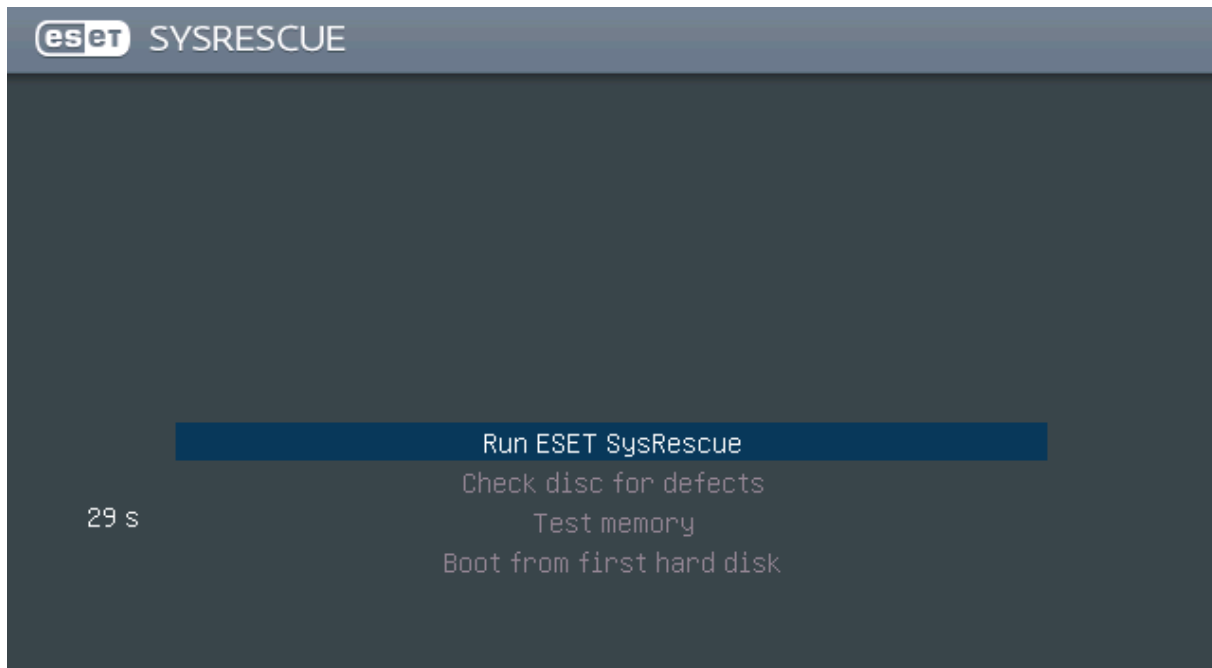 eset SYSRESCUE
Run ESET SysRescue
Check disc for defects
29 s
Test memory
Boot from first hard disk